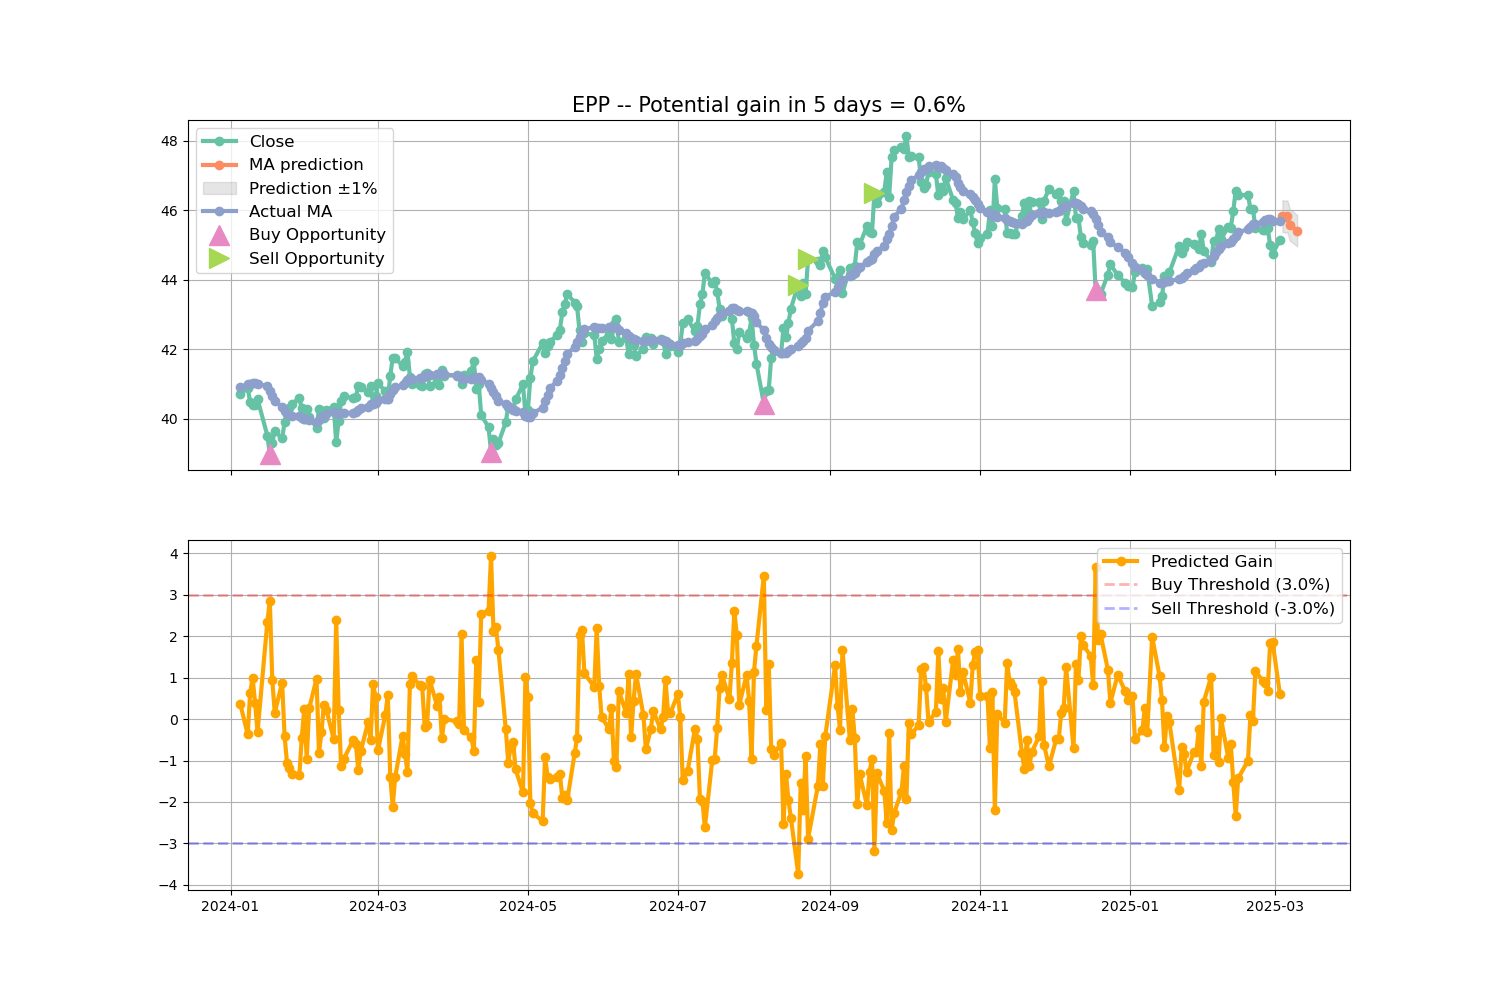 EPP -- Potential gain in 5 days = 0.6%
48
46
44
42
40
Close
MA prediction
Prediction ±1%
Actual MA
Buy Opportunity
Sell Opportunity
4
3
2
1
0
−1
−2
−3
−4
Predicted Gain
Buy Threshold (3.0%)
Sell Threshold (-3.0%)
2024-01 2024-03 2024-05 2024-07 2024-09 2024-11 2025-01 2025-03